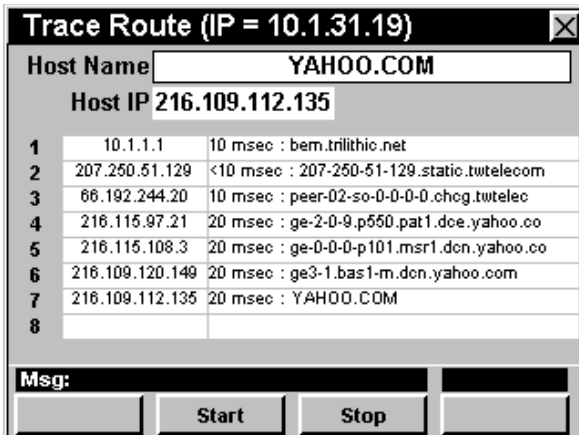 Trace Route (IP = 10.1.31.19)
Host Name YAHOO.COM
Host IP 216.109.112.135
1 10.1.1.1 10 msec : bem.trilithic.net
2 207.250.51.129 <10 msec : 207-250-51-129.static.twtelecom
3 66.192.244.20 10 msec : peer-02-so-0-0-0-0.chcg.twtelec
4 216.115.97.21 20 msec : ge-2-0-9.p550.pat1.dce.yahoo.co
5 216.115.108.3 20 msec : ge-0-0-0-p101.msr1.dcn.yahoo.co
6 216.109.120.149 20 msec : ge3-1.bas1-m.dcn.yahoo.com
7 216.109.112.135 20 msec : YAHOO.COM
8
Msg:
Start Stop